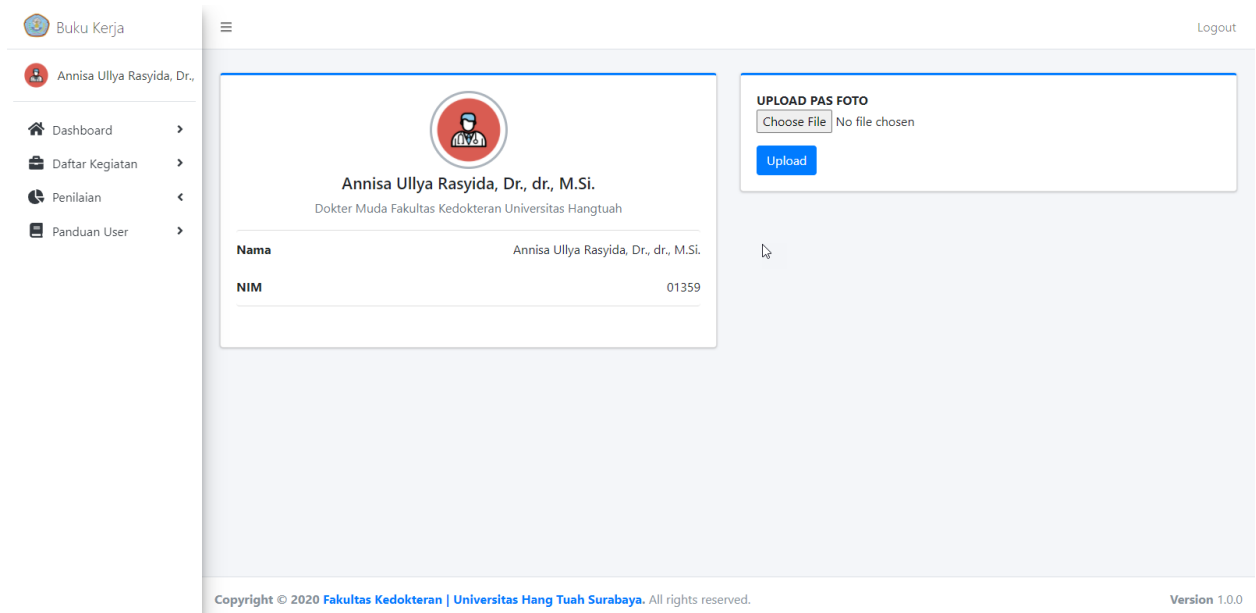 Buku Kerja
Logout
Annisa Ullya Rasyida, Dr.,
Dashboard
Daftar Kegiatan
Penilaian
Panduan User
Annisa Ullya Rasyida, Dr., dr., M.Si.
Dokter Muda Fakultas Kedokteran Universitas Hangtuah
Nama Annisa Ullya Rasyida, Dr., dr., M.Si.
NIM 01359
UPLOAD PAS FOTO
Choose File No file chosen
Upload
Copyright © 2020 Fakultas Kedokteran | Universitas Hang Tuah Surabaya. All rights reserved.
Version 1.0.0